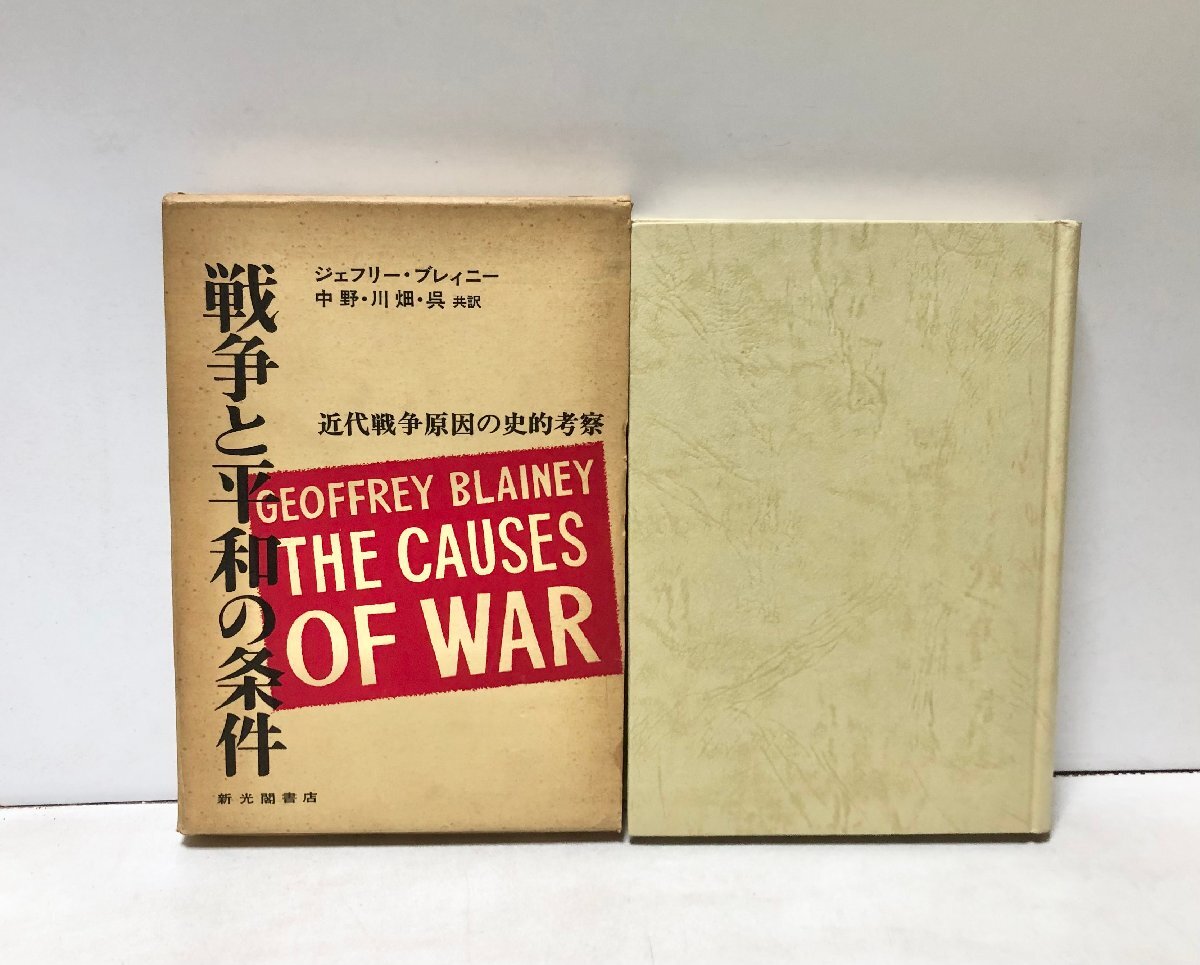 戦争と平和の条件
ジェフリー・ブレィニー
中野・川畑・呉 共訳
近代戦争原因の史的考察
GEOFFREY BLAINEY
THE CAUSES
OF WAR
新光閣書店